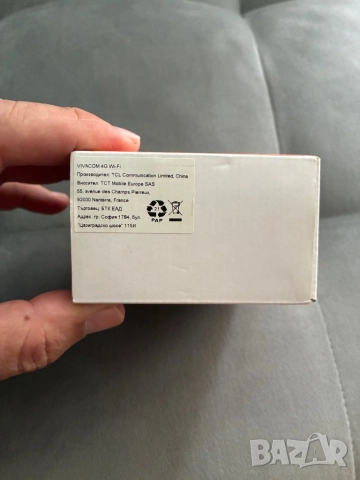 VIVACOM 4G Wi-Fi
Производител: TCL Communication Limited, China
Вносител: TCT Mobile Europe SAS
55, avenue des Champs Pierreux,
92000 Nanterre, France
Търговец: БТК ЕАД
Адрес: гр. София 1784, бул.
"Цариградско шосе" 115И
21
PAP
bazar.bg